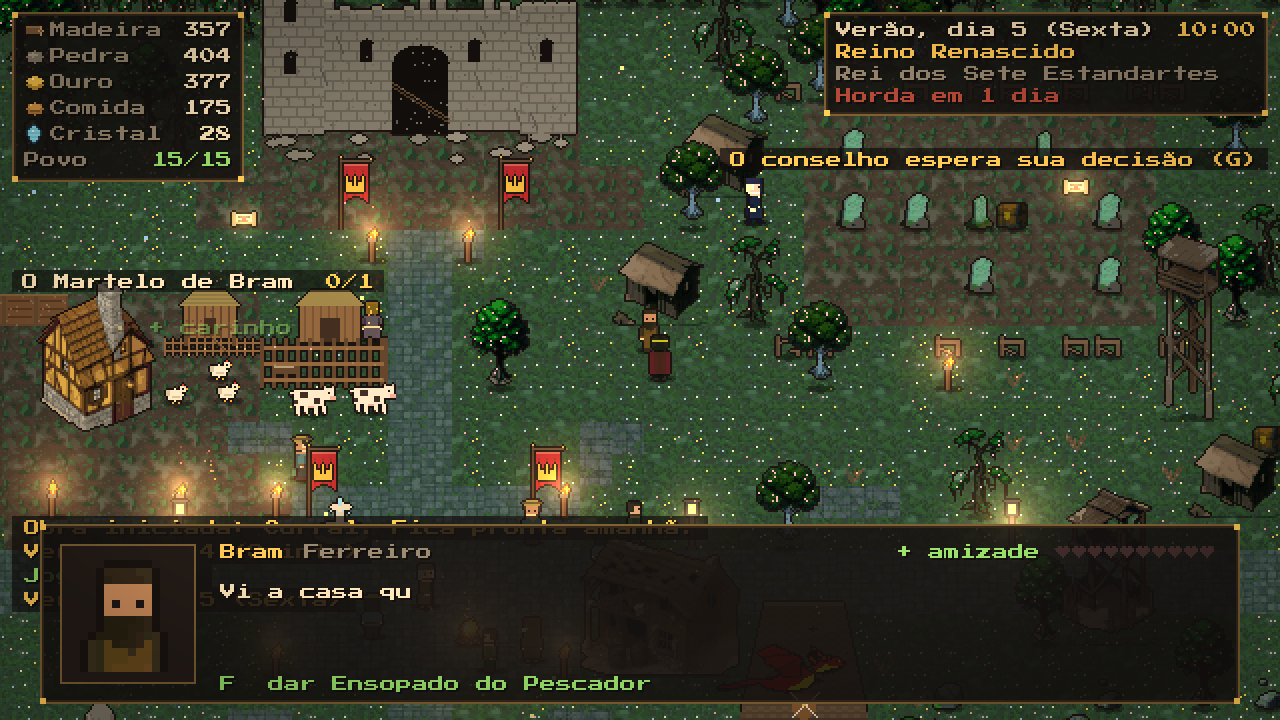 Madeira 357
Pedra 404
Ouro 377
Comida 175
Cristal 28
Povo 15/15
Verão, dia 5 (Sexta) 10:00
Reino Renascido
Rei dos Sete Estandartes
Horda em 1 dia
O conselho espera sua decisão (G)
O Martelo de Bram 0/1
+ carinho
Bram Ferreiro
+ amizade
Vi a casa qu
F dar Ensopado do Pescador